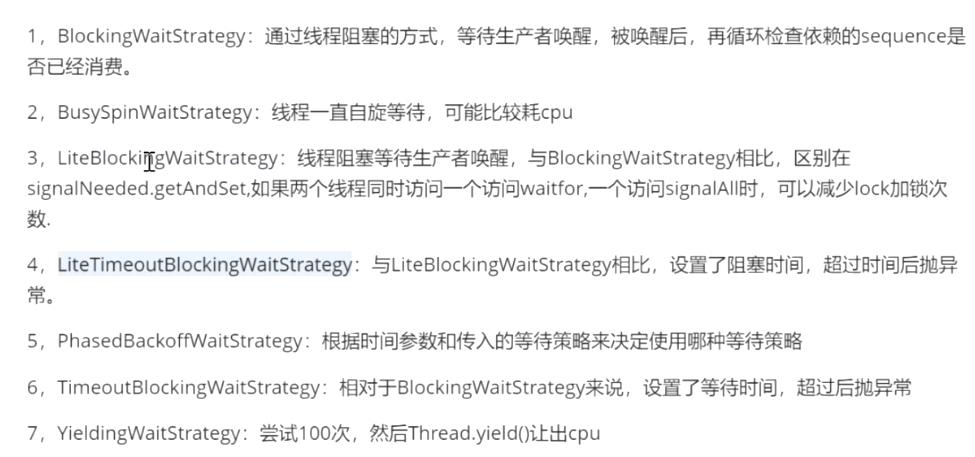 1，BlockingWaitStrategy：通过线程阻塞的方式，等待生产者唤醒，被唤醒后，再循环检查依赖的sequence是
否已经消费。
2，BusySpinWaitStrategy：线程一直自旋等待，可能比较耗cpu
3，LiteBlockingWaitStrategy：线程阻塞等待生产者唤醒，与BlockingWaitStrategy相比，区别在
signalNeeded.getAndSet,如果两个线程同时访问一个访问waitfor,一个访问signalAll时，可以减少lock加锁次
数.
4，LiteTimeoutBlockingWaitStrategy：与LiteBlockingWaitStrategy相比，设置了阻塞时间，超过时间后抛异
常。
5，PhasedBackoffWaitStrategy：根据时间参数和传入的等待策略来决定使用哪种等待策略
6，TimeoutBlockingWaitStrategy：相对于BlockingWaitStrategy来说，设置了等待时间，超过后抛异常
7，YieldingWaitStrategy：尝试100次，然后Thread.yield()让出cpu